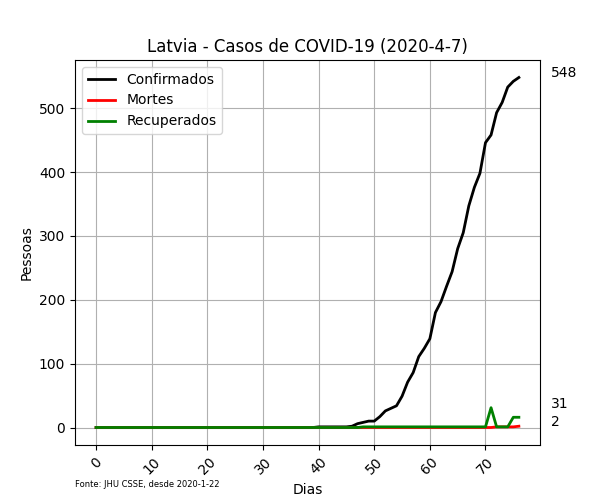 Latvia - Casos de COVID-19 (2020-4-7)
Confirmados
Mortes
Recuperados
548
31
2
Pessoas
500
400
300
200
100
0
0 10 20 30 40 50 60 70
Fonte: JHU CSSE, desde 2020-1-22
Dias